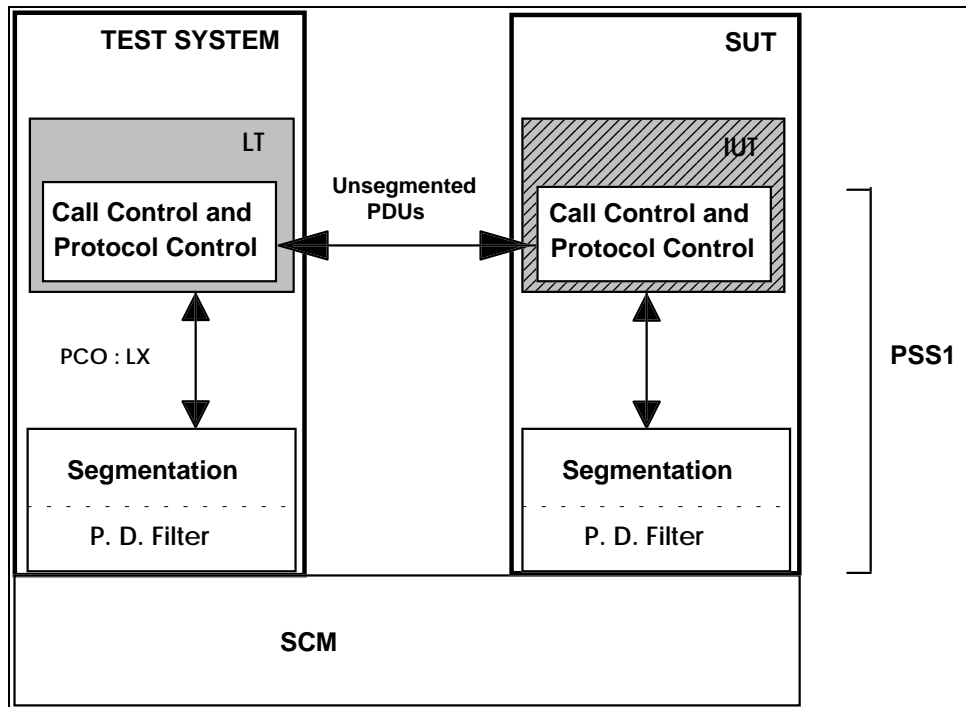 TEST SYSTEM
SUT
LT
IUT
Unsegmented
PDUs
Call Control and
Protocol Control
Call Control and
Protocol Control
PCO : LX
PSS1
Segmentation
P. D. Filter
Segmentation
P. D. Filter
SCM